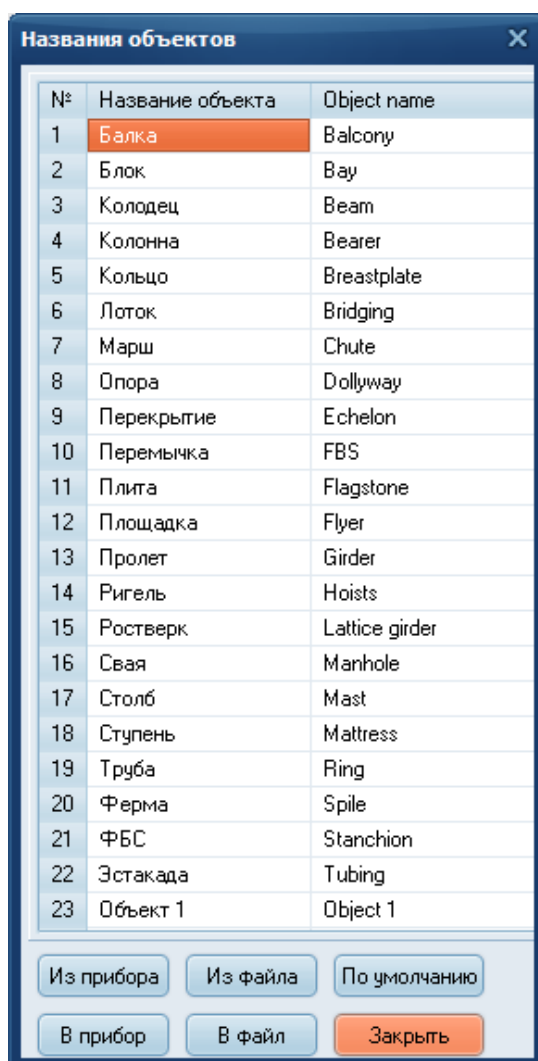 Названия объектов
№ Название объекта Object name
1 Балка Balcony
2 Блок Bay
3 Колодец Beam
4 Колонна Bearer
5 Кольцо Breastplate
6 Лоток Bridging
7 Марш Chute
8 Опора Dollyway
9 Перекрытие Echelon
10 Перемычка FBS
11 Плита Flagstone
12 Площадка Flyer
13 Пролет Girder
14 Ригель Hoists
15 Ростверк Lattice girder
16 Свая Manhole
17 Столб Mast
18 Ступень Mattress
19 Труба Ring
20 Ферма Spile
21 ФБС Stanchion
22 Эстакада Tubing
23 Объект 1 Object 1
Из прибора Из файла По умолчанию
В прибор В файл Закрыть